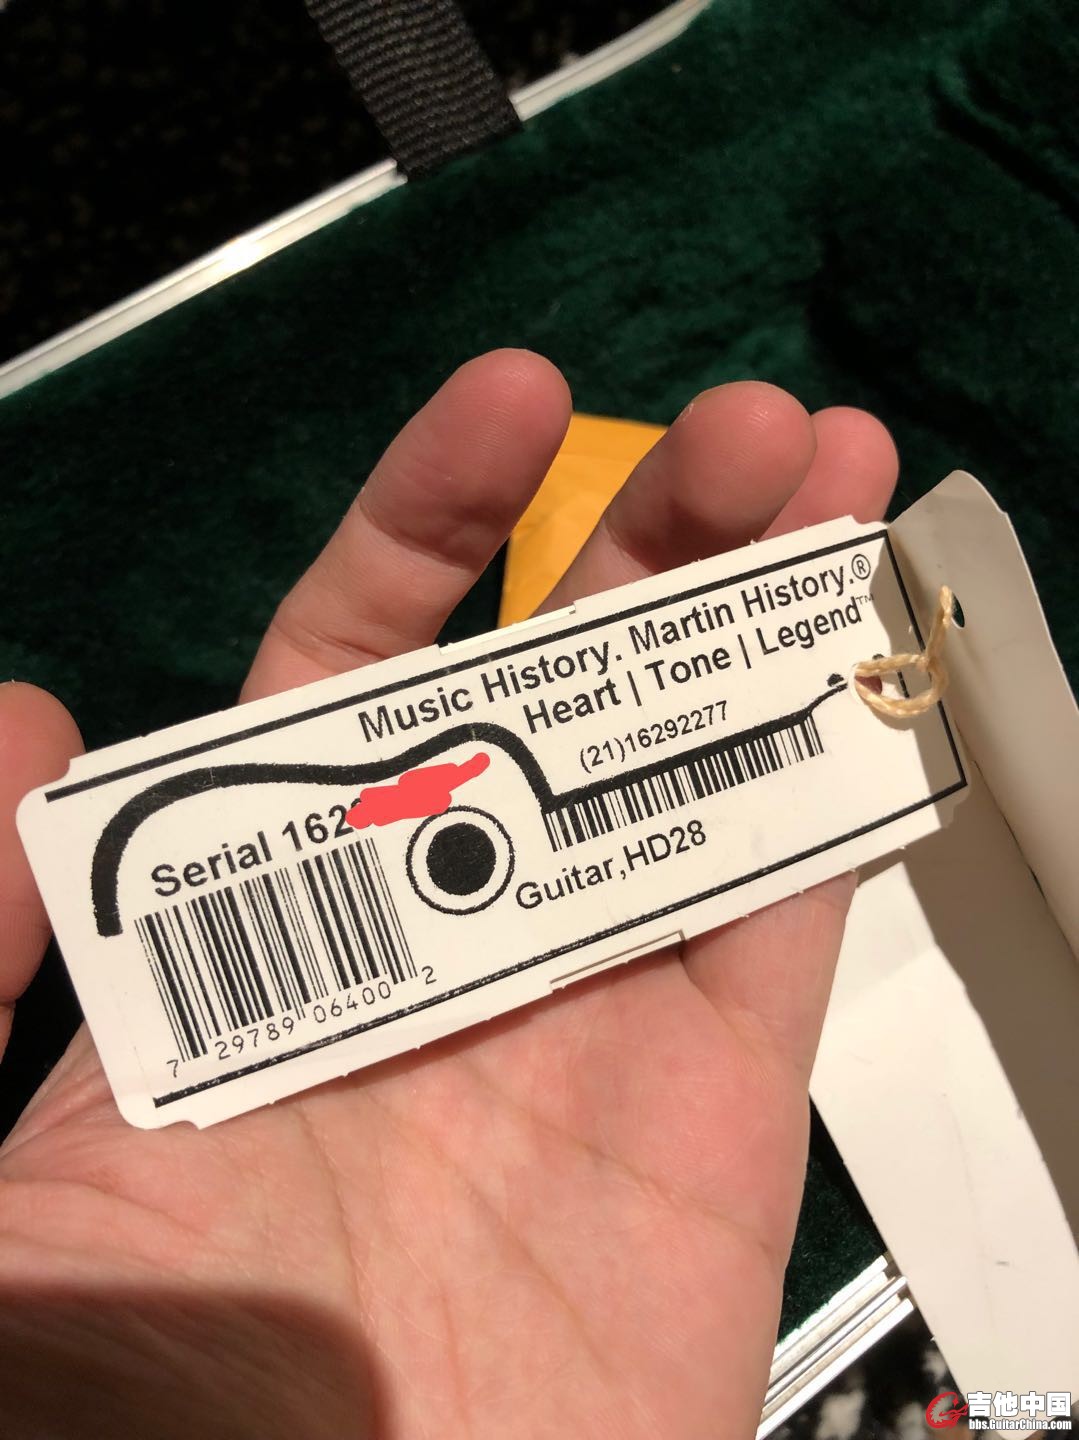 Music History. Martin History.®
Heart | Tone | Legend™
(21)16292277
Serial 162
Guitar,HD28
7 29789 06400 2
吉他中国
bbs.GuitarChina.com